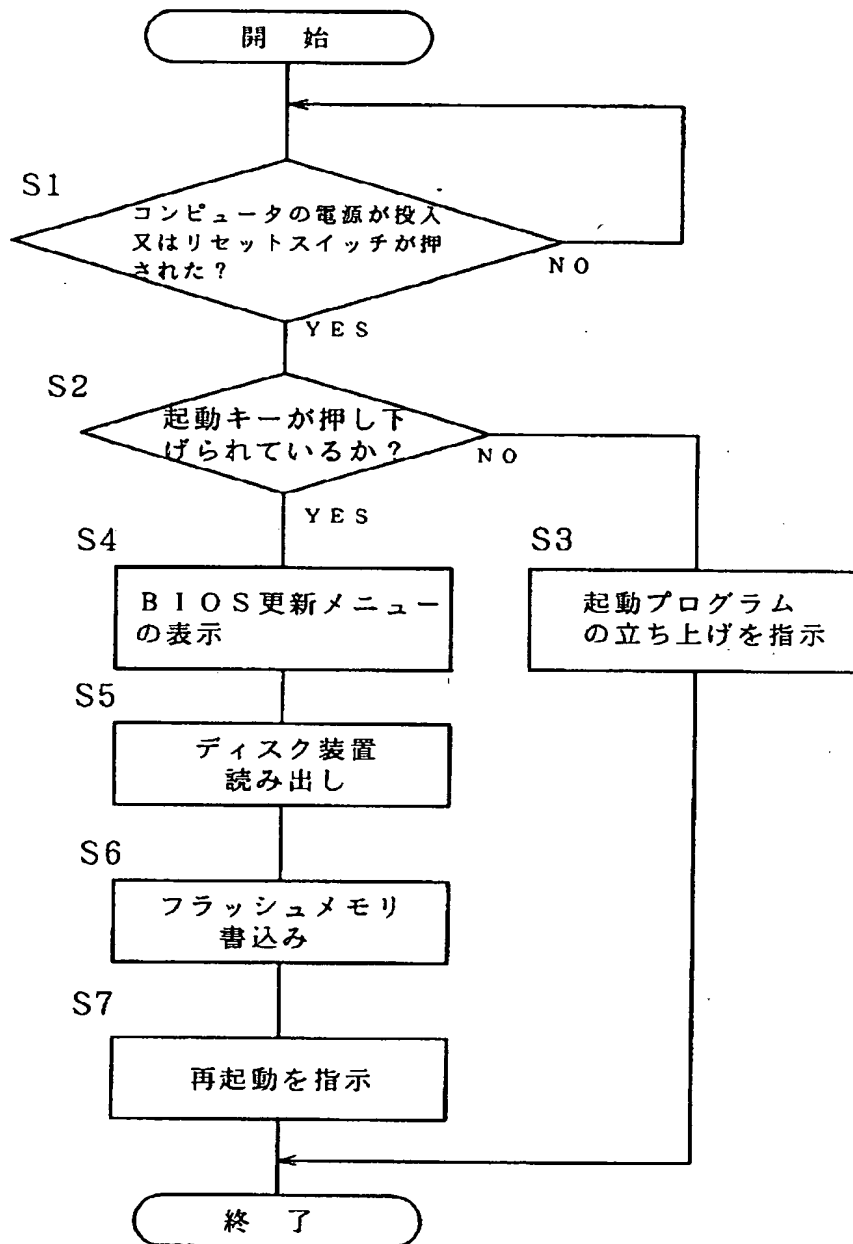 開 始
S1
コンピュータの電源が投入
又はリセットスイッチが押
された?
NO
YES
S2
起動キーが押し下
げられているか?
NO
YES
S4
BIOS更新メニュー
の表示
S3
起動プログラム
の立ち上げを指示
S5
ディスク装置
読み出し
S6
フラッシュメモリ
書込み
S7
再起動を指示
終 了